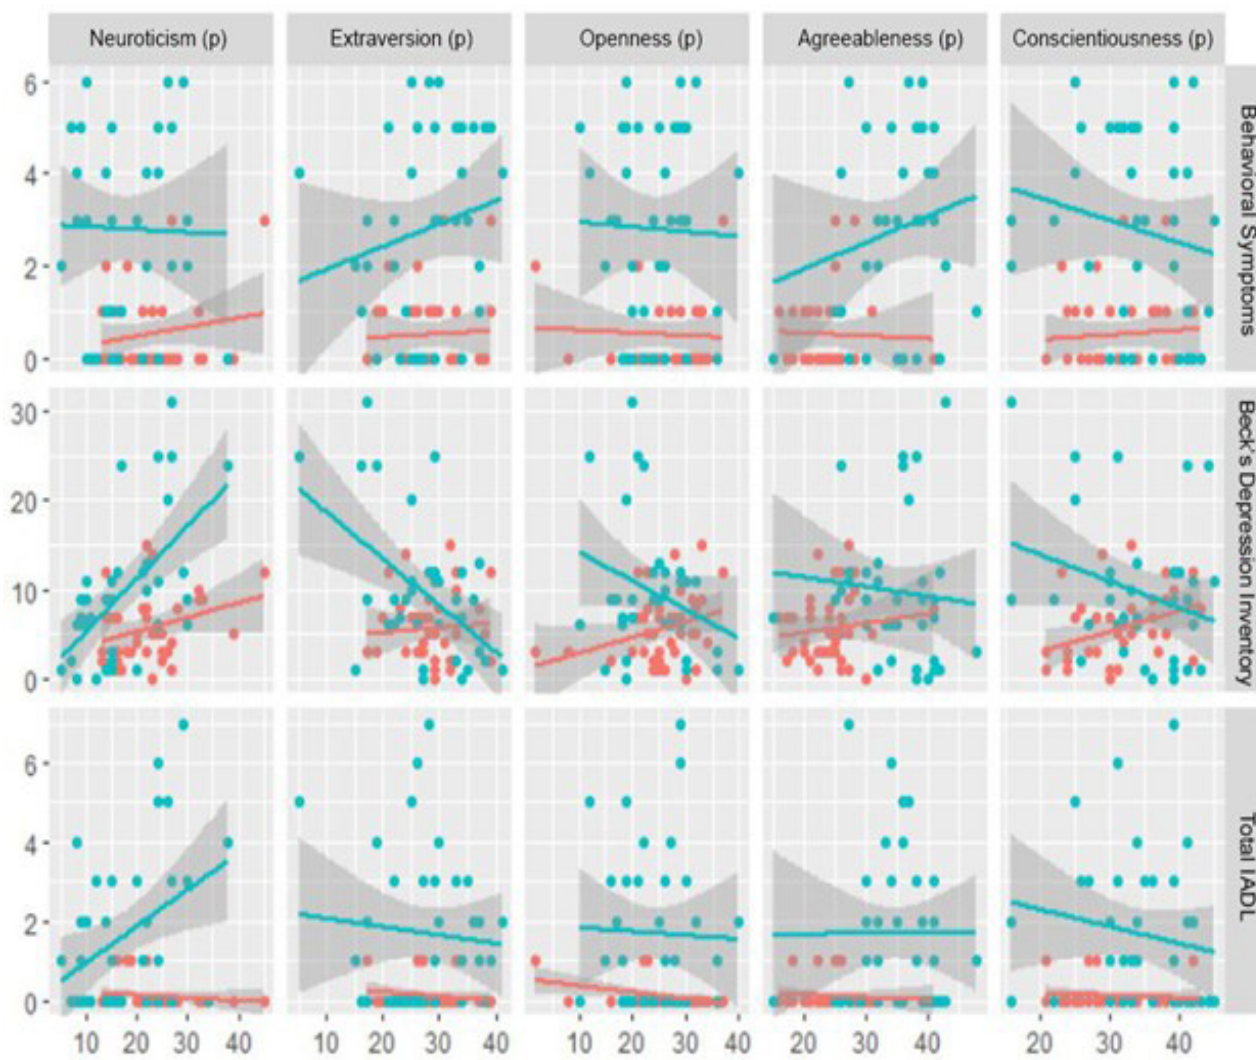 Neuroticism (p) Extraversion (p) Openness (p) Agreeableness (p) Conscientiousness (p)
6
4
2
0
Behavioral Symptoms
30
20
10
0
Beck's Depression Inventory
6
4
2
0
Total IADL
10 20 30 40 10 20 30 40 10 20 30 40 20 30 40 20 30 40